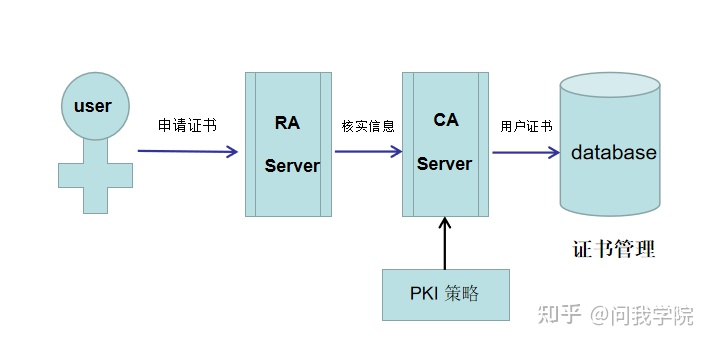 user
申请证书
RA
Server
核实信息
CA
Server
用户证书
database
证书管理
PKI 策略
知乎 @问我学院